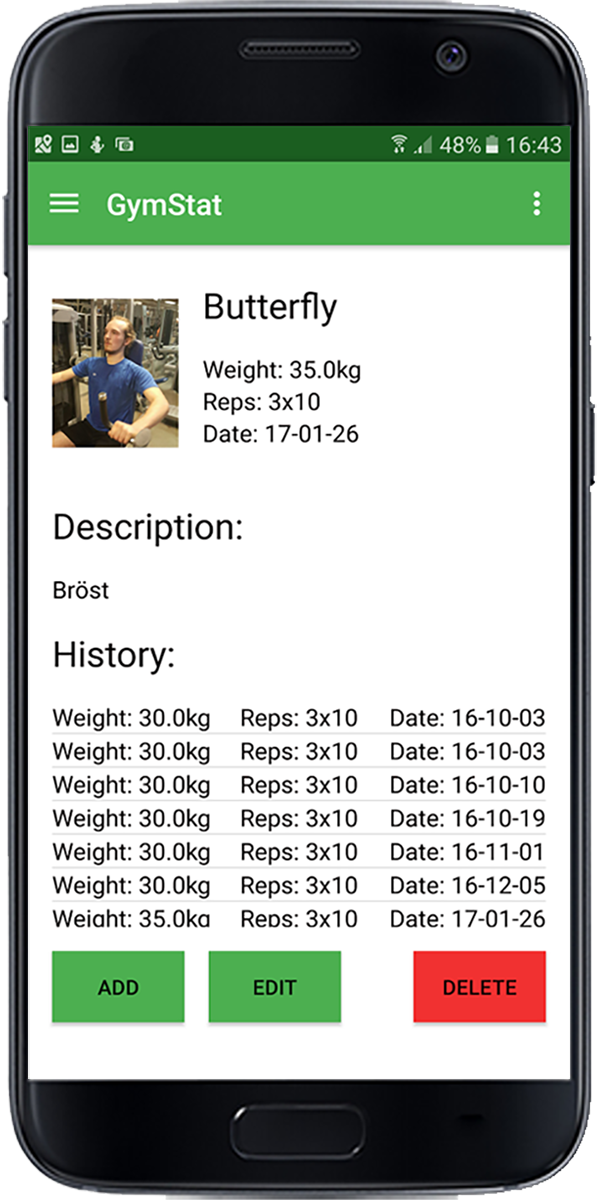 48% 16:43
GymStat
Butterfly
Weight: 35.0kg
Reps: 3x10
Date: 17-01-26
Description:
Bröst
History:
Weight: 30.0kg Reps: 3x10 Date: 16-10-03
Weight: 30.0kg Reps: 3x10 Date: 16-10-03
Weight: 30.0kg Reps: 3x10 Date: 16-10-10
Weight: 30.0kg Reps: 3x10 Date: 16-10-19
Weight: 30.0kg Reps: 3x10 Date: 16-11-01
Weight: 30.0kg Reps: 3x10 Date: 16-12-05
Weight: 35.0kg Reps: 3x10 Date: 17-01-26
ADD EDIT DELETE